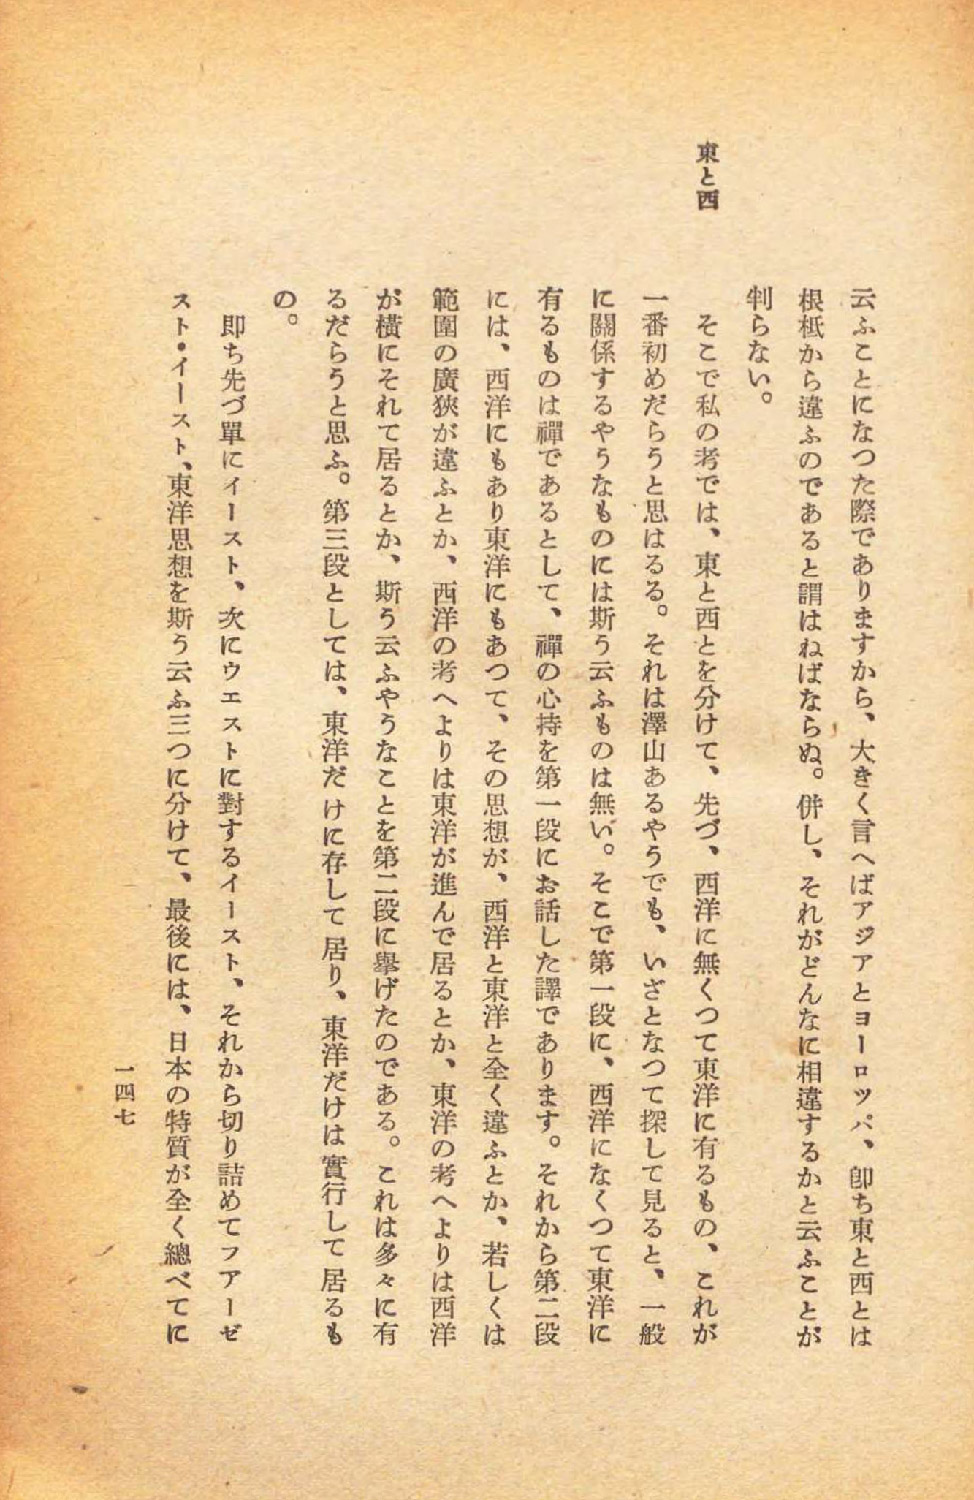 東と西
云ふことになつた際でありますから、大きく言へばアジアとヨーロッパ、卽ち東と西とは
根柢から違ふのであると謂はねばならぬ。併し、それがどんなに相違するかと云ふことが
判らない。
そこで私の考では、東と西とを分けて、先づ、西洋に無くつて東洋に有るもの、これが
一番初めだらうと思はるる。それは澤山あるやうでも、いざとなつて探して見ると、一般
に關係するやうなものには斯う云ふものは無い。そこで第一段に、西洋になくつて東洋に
有るものは禪であるとして、禪の心持を第一段にお話した譯であります。それから第二段
には、西洋にもあり東洋にもあつて、その思想が、西洋と東洋と全く違ふとか、若しくは
範圍の廣狹が違ふとか、西洋の考へよりは東洋が進んで居るとか、東洋の考へよりは西洋
が橫にそれて居るとか、斯う云ふやうなことを第二段に擧げたのである。これは多々に有
るだらうと思ふ。第三段としては、東洋だけに存して居り、東洋だけは實行して居るも
の。
卽ち先づ單にイースト、次にウエストに對するイースト、それから切り詰めてフアーゼ
スト・イースト、東洋思想を斯う云ふ三つに分けて、最後には、日本の特質が全く總べてに
一四七